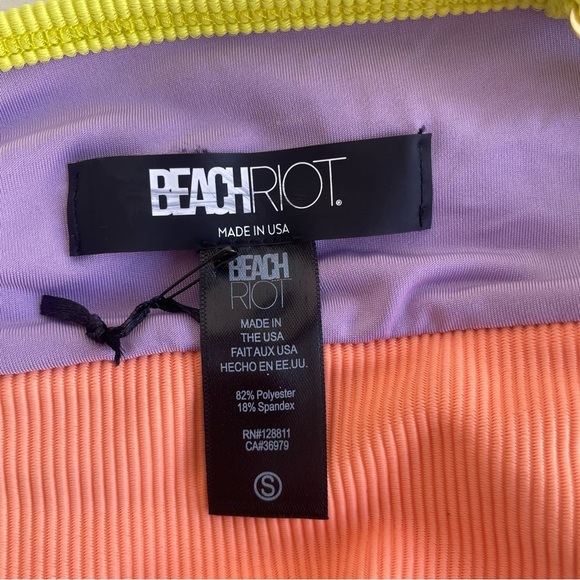 BEACHRIOT®
MADE IN USA
BEACH
RIOT
MADE IN
THE USA
FAIT AUX USA
HECHO EN EE.UU.
82% Polyester
18% Spandex
RN#128811
CA#36979
S